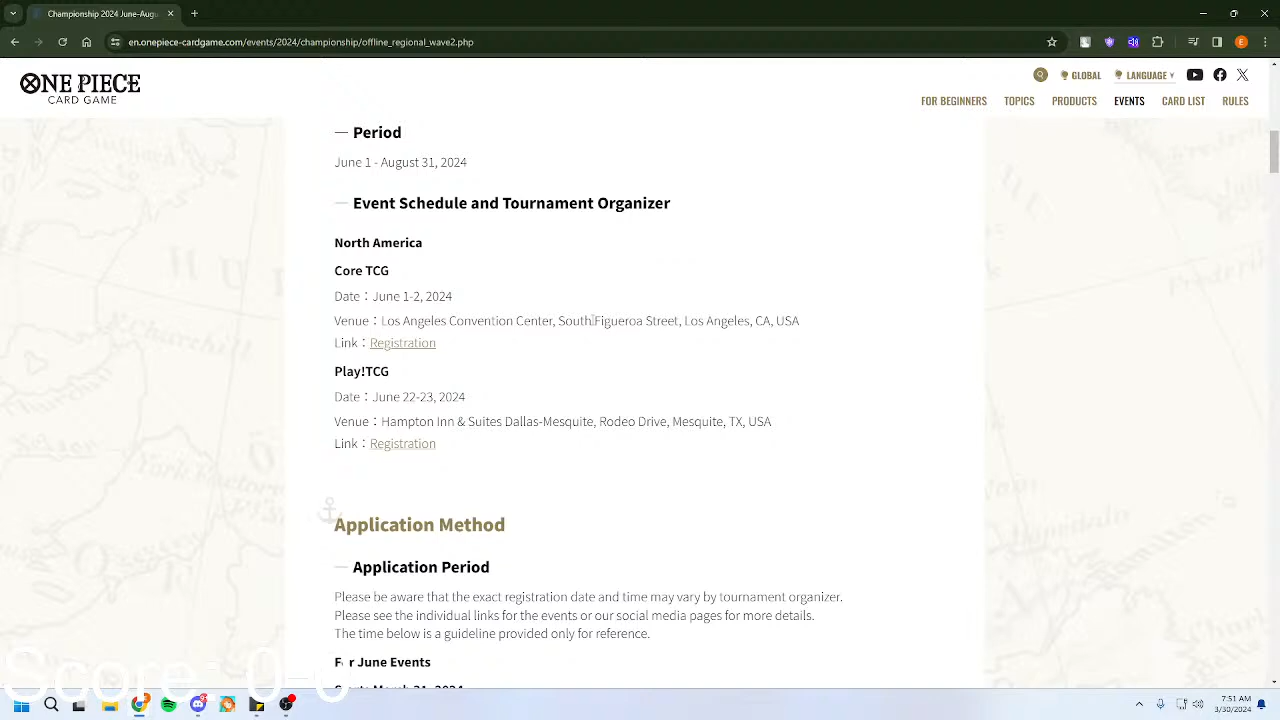 Championship 2024 June-Augu
en.onepiece-cardgame.com/events/2024/championship/offline_regional_wave2.php
ONE PIECE
CARD GAME
GLOBAL
LANGUAGE
FOR BEGINNERS
TOPICS
PRODUCTS
EVENTS
CARD LIST
RULES
Period
June 1 - August 31, 2024
Event Schedule and Tournament Organizer
North America
Core TCG
Date：June 1-2, 2024
Venue：Los Angeles Convention Center, South Figueroa Street, Los Angeles, CA, USA
Link：Registration
Play!TCG
Date：June 22-23, 2024
Venue：Hampton Inn & Suites Dallas-Mesquite, Rodeo Drive, Mesquite, TX, USA
Link：Registration
Application Method
Application Period
Please be aware that the exact registration date and time may vary by tournament organizer.
Please see the individual links for the events or our social media pages for more details.
The time below is a guideline provided only for reference.
For June Events
Score: 0
7:51 AM
3/30/2024